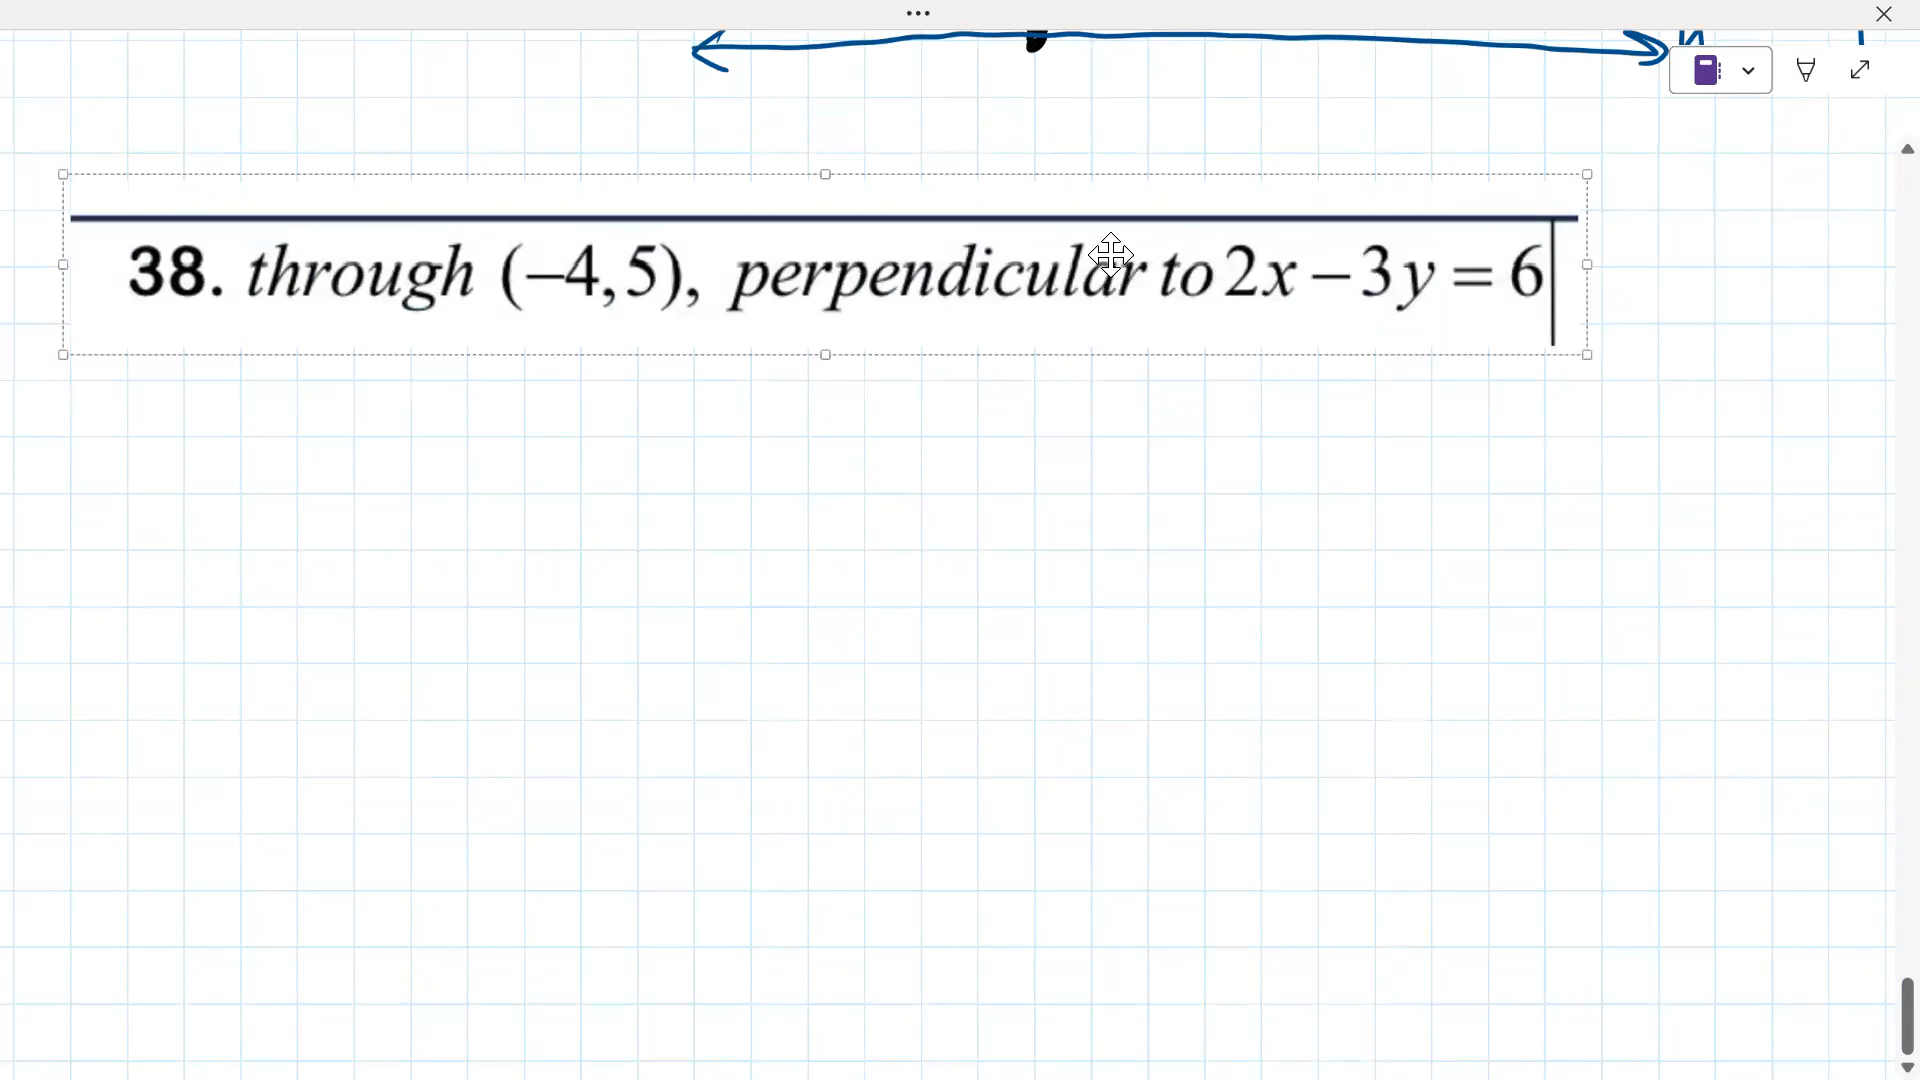 38. through (–4,5), perpendicular to 2x – 3y = 6